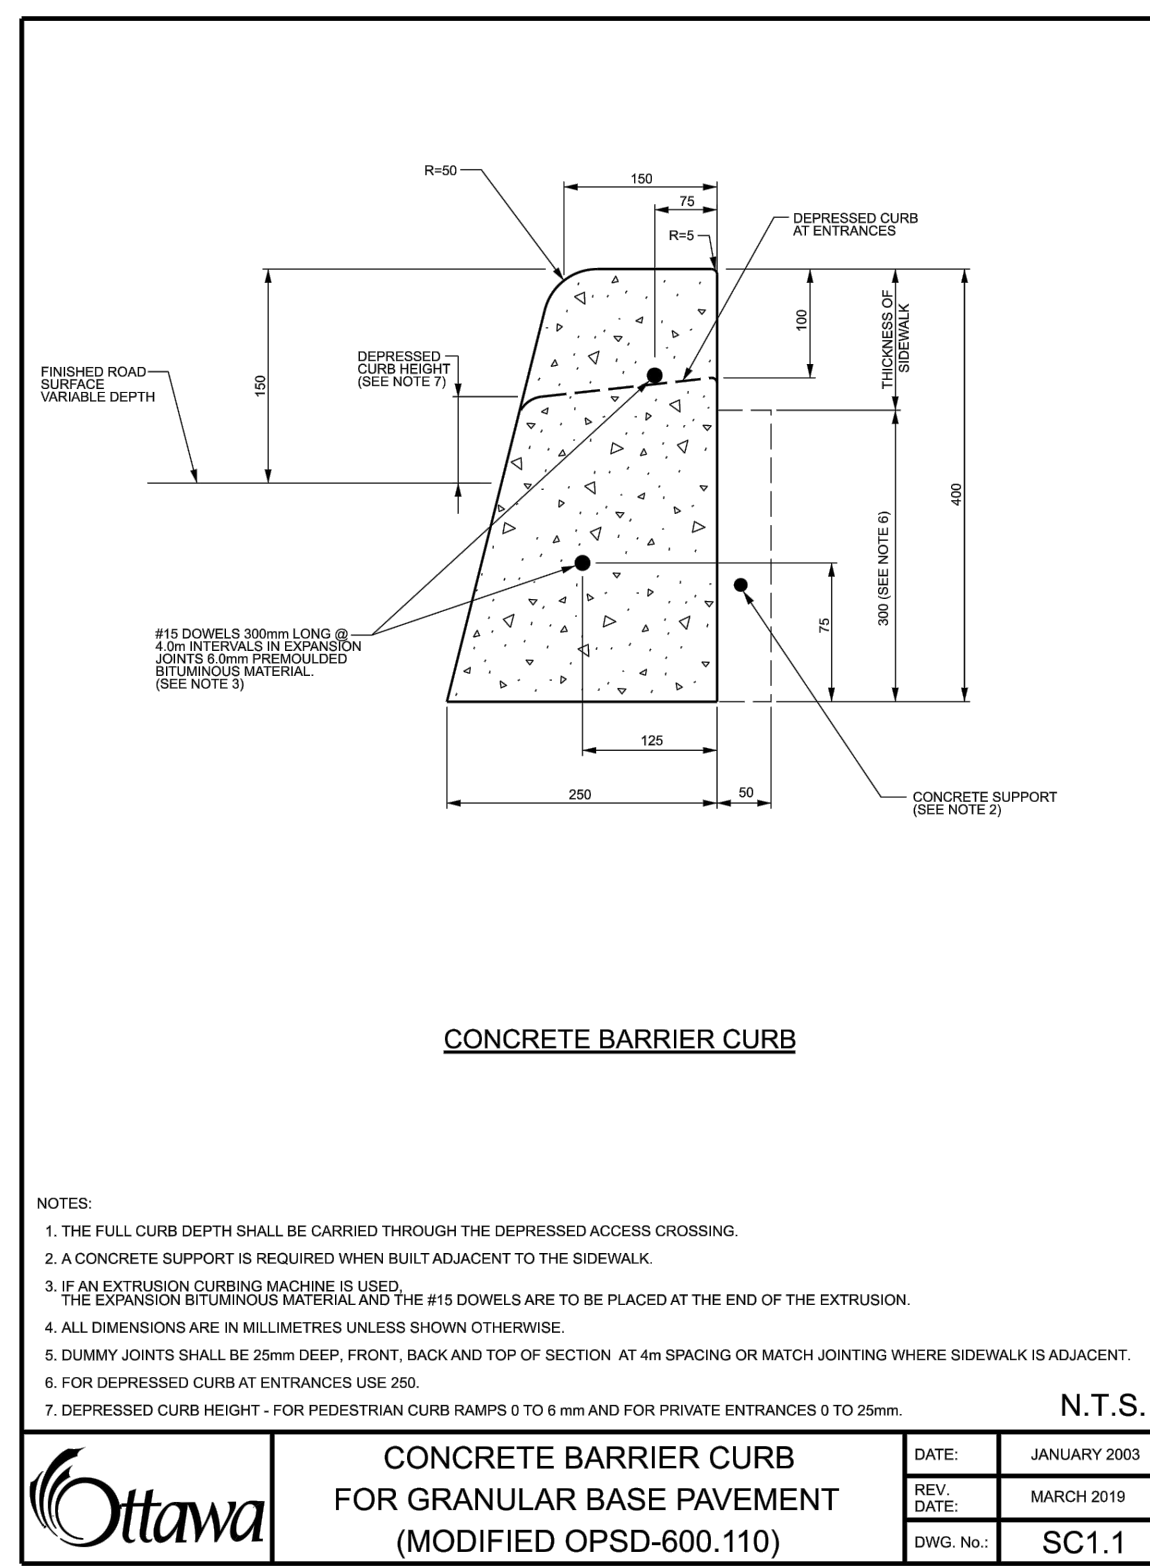 R=50
150
75
R=5
DEPRESSED CURB
AT ENTRANCES
100
THICKNESS OF
SIDEWALK
FINISHED ROAD
SURFACE
VARIABLE DEPTH
150
DEPRESSED
CURB HEIGHT
(SEE NOTE 7)
400
300 (SEE NOTE 6)
75
#15 DOWELS 300mm LONG @
4.0m INTERVALS IN EXPANSION
JOINTS 6.0mm PREMOULDED
BITUMINOUS MATERIAL.
(SEE NOTE 3)
125
250
50
CONCRETE SUPPORT
(SEE NOTE 2)
CONCRETE BARRIER CURB
NOTES:
1. THE FULL CURB DEPTH SHALL BE CARRIED THROUGH THE DEPRESSED ACCESS CROSSING.
2. A CONCRETE SUPPORT IS REQUIRED WHEN BUILT ADJACENT TO THE SIDEWALK.
3. IF AN EXTRUSION CURBING MACHINE IS USED,
THE EXPANSION BITUMINOUS MATERIAL AND THE #15 DOWELS ARE TO BE PLACED AT THE END OF THE EXTRUSION.
4. ALL DIMENSIONS ARE IN MILLIMETRES UNLESS SHOWN OTHERWISE.
5. DUMMY JOINTS SHALL BE 25mm DEEP, FRONT, BACK AND TOP OF SECTION AT 4m SPACING OR MATCH JOINTING WHERE SIDEWALK IS ADJACENT.
6. FOR DEPRESSED CURB AT ENTRANCES USE 250.
7. DEPRESSED CURB HEIGHT - FOR PEDESTRIAN CURB RAMPS 0 TO 6 mm AND FOR PRIVATE ENTRANCES 0 TO 25mm.
N.T.S.
Ottawa
CONCRETE BARRIER CURB
FOR GRANULAR BASE PAVEMENT
(MODIFIED OPSD-600.110)
DATE: JANUARY 2003
REV.
DATE: MARCH 2019
DWG. No.: SC1.1